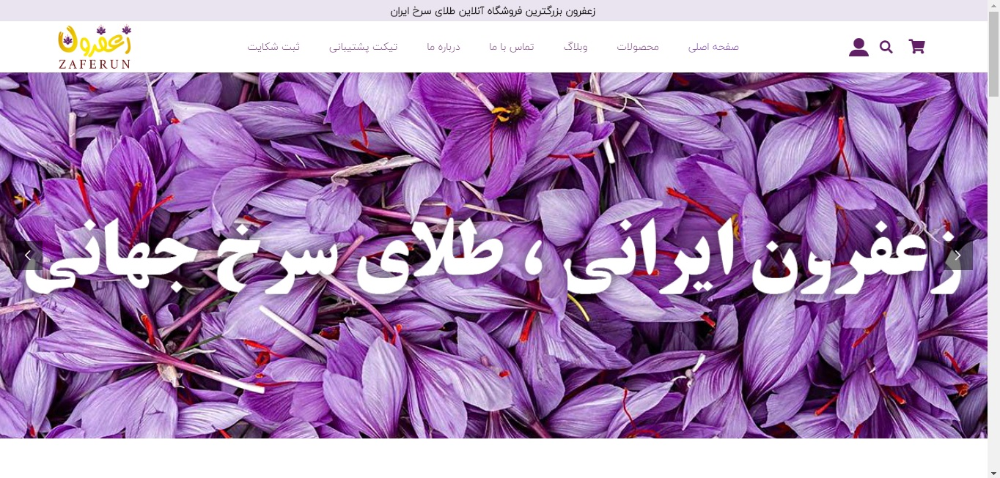 زعفرون بزرگترین فروشگاه آنلاین طلای سرخ ایران
زعفرون
ZAFERUN
صفحه اصلی
محصولات
وبلاگ
تماس با ما
درباره ما
تیکت پشتیبانی
ثبت شکایت
زعفرون ایرانی ، طلای سرخ جهانی